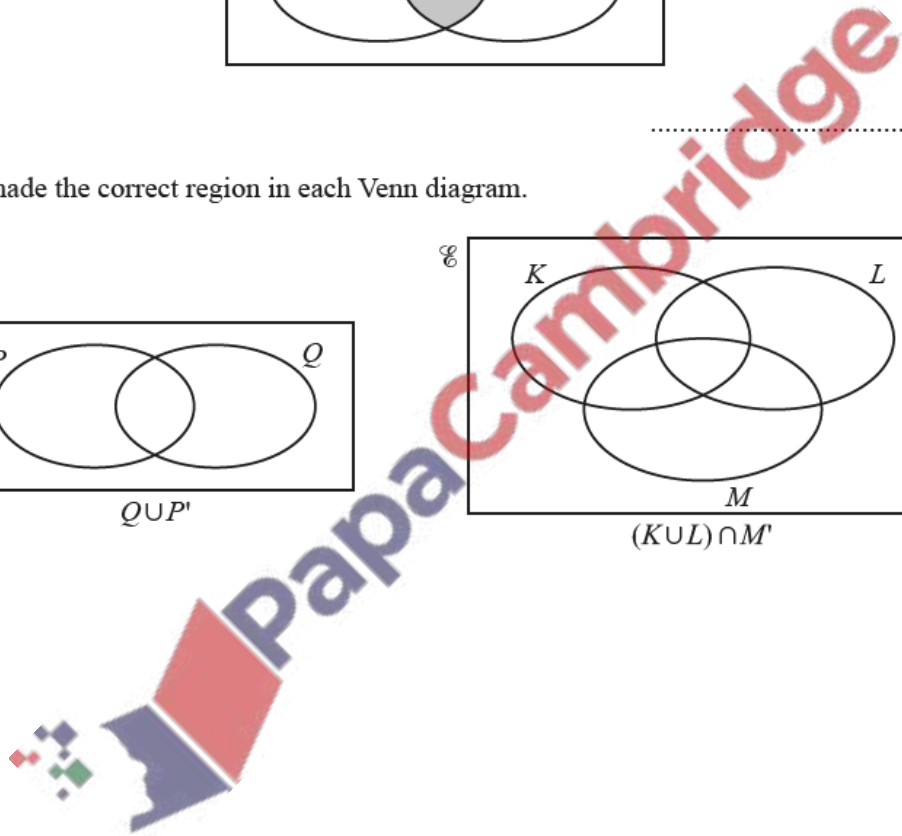 hade the correct region in each Venn diagram.
ℰ
K
L
P
Q
M
Q∪P'
(K∪L)∩M'
PapaCambridge